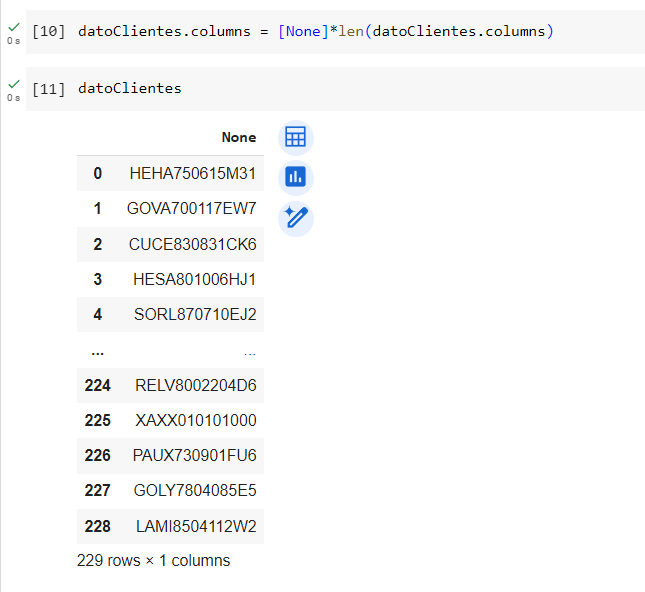 [10] datoClientes.columns = [None]*len(datoClientes.columns)
0s
[11] datoClientes
0s
None
0 HEHA750615M31
1 GOVA700117EW7
2 CUCE830831CK6
3 HESA801006HJ1
4 SORL870710EJ2
... ...
224 RELV8002204D6
225 XAXX010101000
226 PAUX730901FU6
227 GOLY7804085E5
228 LAMI8504112W2
229 rows × 1 columns